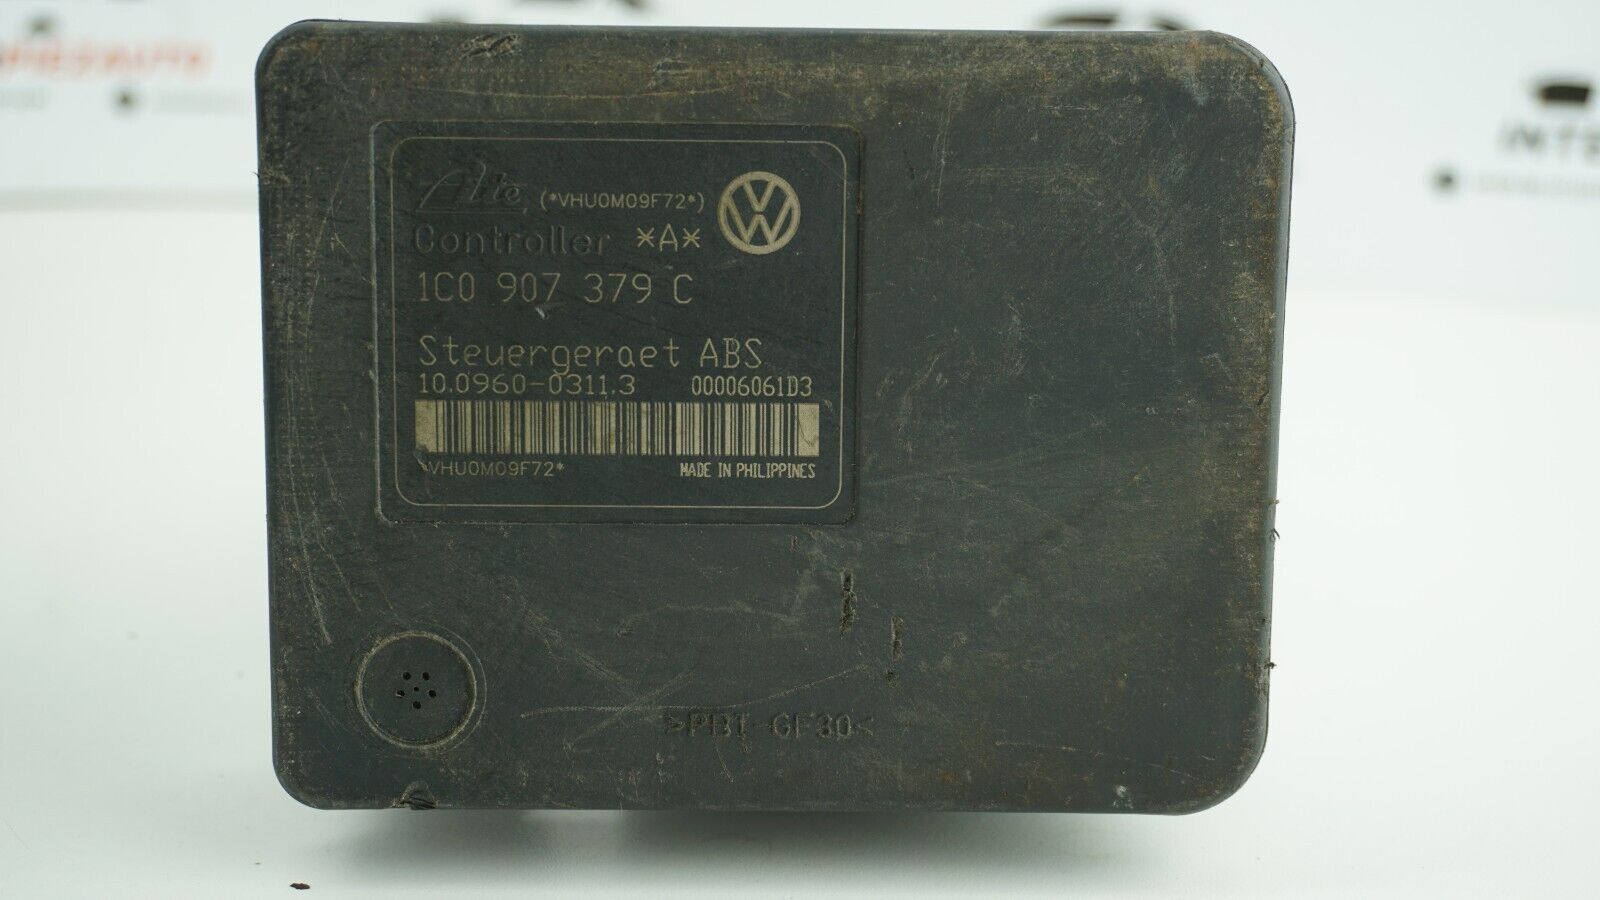 Ate (*VHU0M09F72*)
Controller *A*
1C0 907 379 C
Steuergeraet ABS
10.0960-0311.3 00006061D3
*VHU0M09F72*
MADE IN PHILIPPINES
>PBT-GF30<
INTE